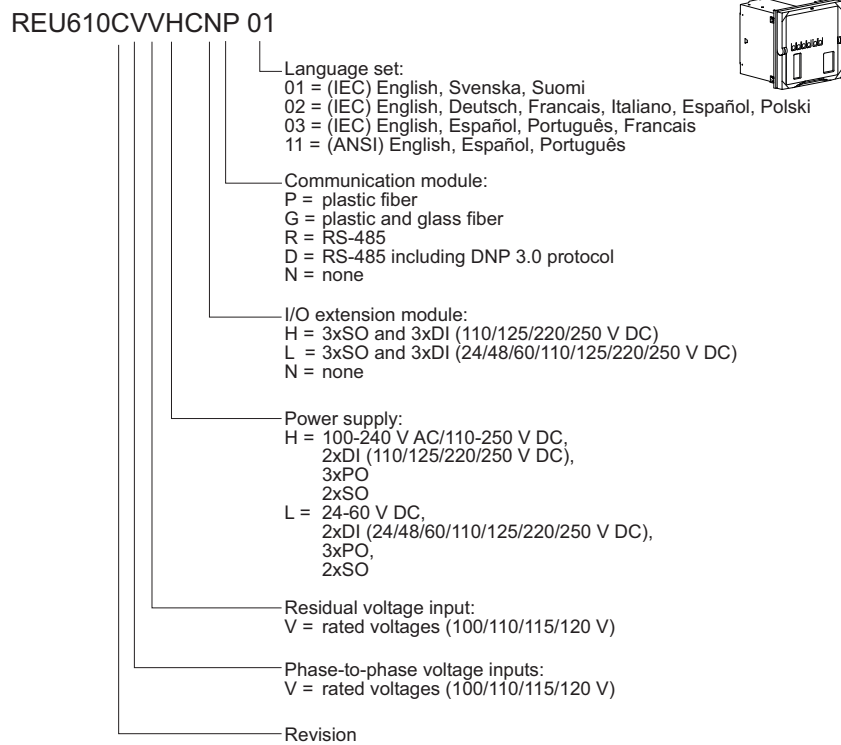 REU610CVVHCNP 01
Language set:
01 = (IEC) English, Svenska, Suomi
02 = (IEC) English, Deutsch, Francais, Italiano, Español, Polski
03 = (IEC) English, Español, Português, Francais
11 = (ANSI) English, Español, Português
Communication module:
P = plastic fiber
G = plastic and glass fiber
R = RS-485
D = RS-485 including DNP 3.0 protocol
N = none
I/O extension module:
H = 3xSO and 3xDI (110/125/220/250 V DC)
L = 3xSO and 3xDI (24/48/60/110/125/220/250 V DC)
N = none
Power supply:
H = 100-240 V AC/110-250 V DC,
2xDI (110/125/220/250 V DC),
3xPO
2xSO
L = 24-60 V DC,
2xDI (24/48/60/110/125/220/250 V DC),
3xPO,
2xSO
Residual voltage input:
V = rated voltages (100/110/115/120 V)
Phase-to-phase voltage inputs:
V = rated voltages (100/110/115/120 V)
Revision